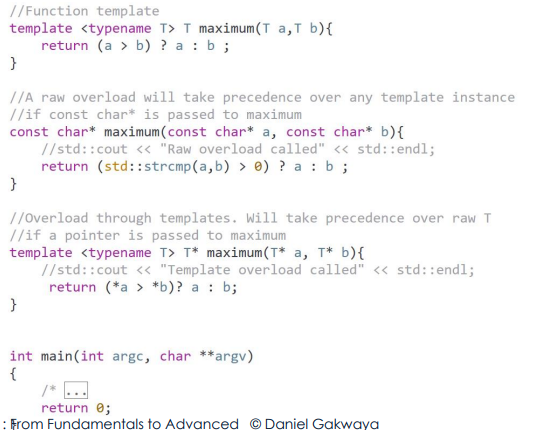 //Function template
template <typename T> T maximum(T a,T b){
return (a > b) ? a : b ;
}
//A raw overload will take precedence over any template instance
//if const char* is passed to maximum
const char* maximum(const char* a, const char* b){
//std::cout << "Raw overload called" << std::endl;
return (std::strcmp(a,b) > 0) ? a : b ;
}
//Overload through templates. Will take precedence over raw T
//if a pointer is passed to maximum
template <typename T> T* maximum(T* a, T* b){
//std::cout << "Template overload called" << std::endl;
return (*a > *b)? a : b;
}
int main(int argc, char **argv)
{
/* ...
return 0;
: From Fundamentals to Advanced © Daniel Gakwaya